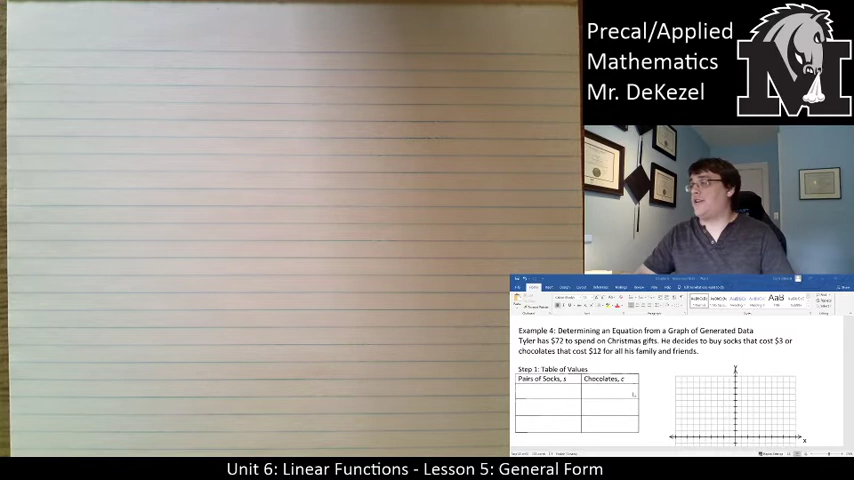 Precal/Applied
Mathematics
Mr. DeKezel
M
Example 4: Determining an Equation from a Graph of Generated Data
Tyler has $72 to spend on Christmas gifts. He decides to buy socks that cost $3 or
chocolates that cost $12 for all his family and friends.
Step 1: Table of Values
Pairs of Socks, s
Chocolates, c
y
x
Unit 6: Linear Functions - Lesson 5: General Form